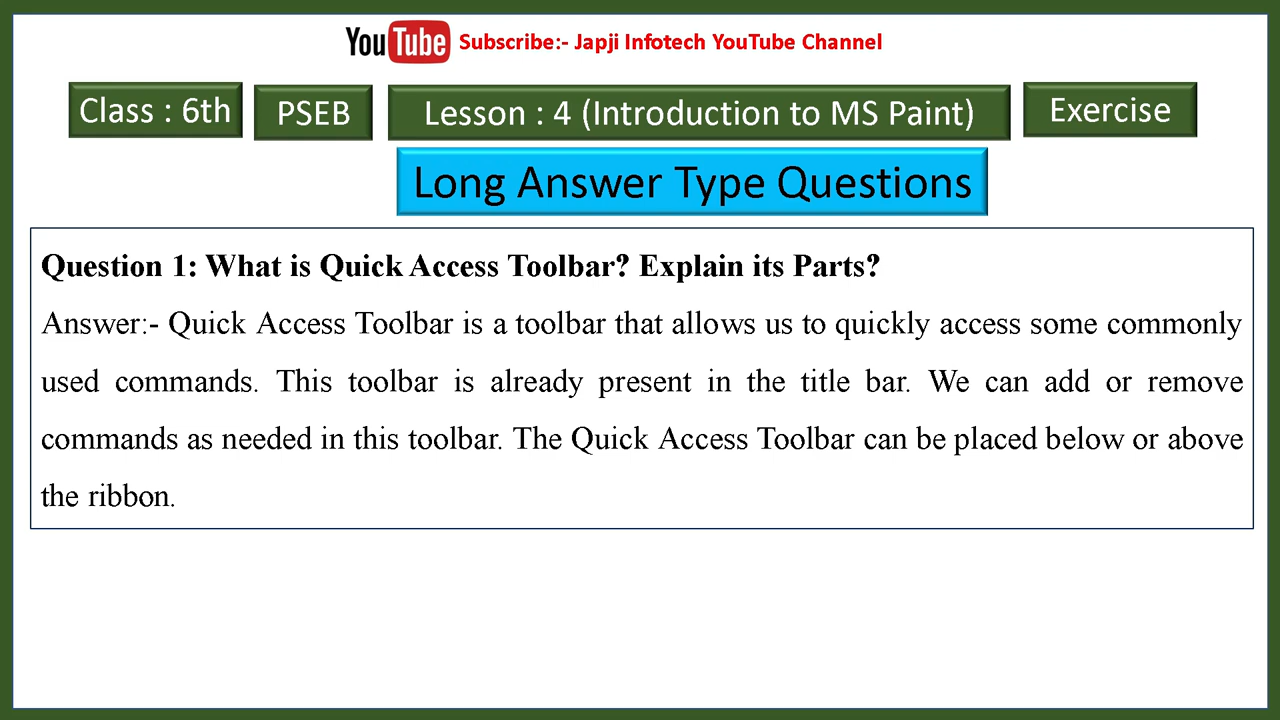 YouTube Subscribe:- Japji Infotech YouTube Channel
Class : 6th PSEB Lesson : 4 (Introduction to MS Paint) Exercise
Long Answer Type Questions
Question 1: What is Quick Access Toolbar? Explain its Parts?
Answer:- Quick Access Toolbar is a toolbar that allows us to quickly access some commonly
used commands. This toolbar is already present in the title bar. We can add or remove
commands as needed in this toolbar. The Quick Access Toolbar can be placed below or above
the ribbon.